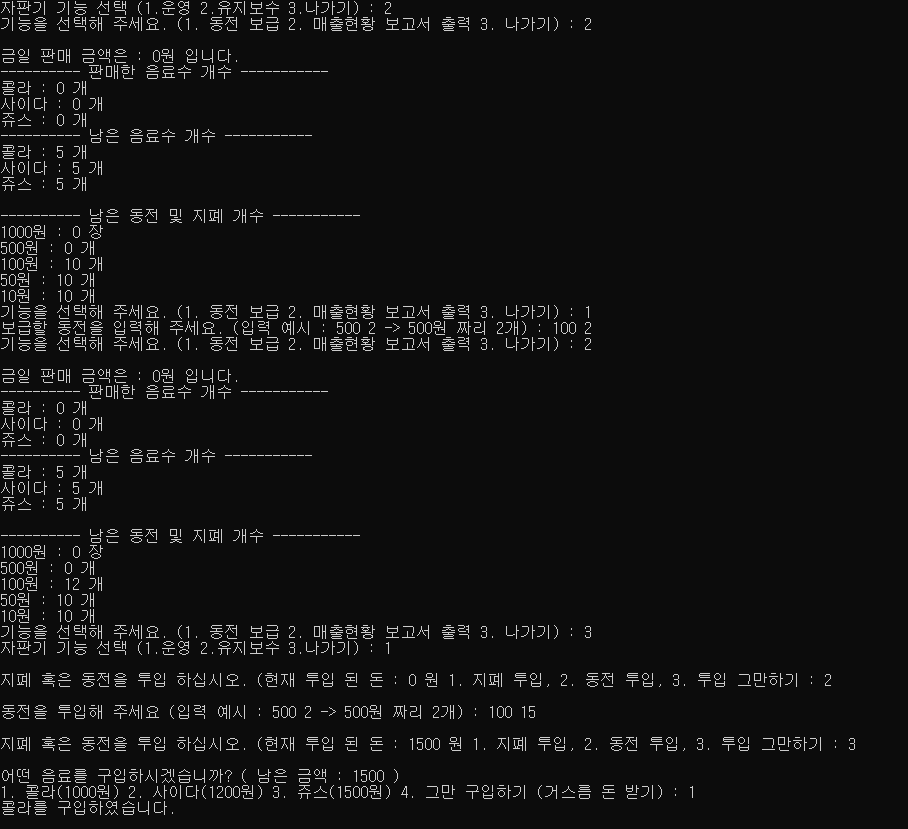 자판기 기능 선택 (1.운영 2.유지보수 3.나가기) : 2
기능을 선택해 주세요. (1. 동전 보급 2. 매출현황 보고서 출력 3. 나가기) : 2
금일 판매 금액은 : 0원 입니다.
---------- 판매한 음료수 개수 -----------
콜라 : 0 개
사이다 : 0 개
쥬스 : 0 개
---------- 남은 음료수 개수 -----------
콜라 : 5 개
사이다 : 5 개
쥬스 : 5 개
---------- 남은 동전 및 지폐 개수 -----------
1000원 : 0 장
500원 : 0 개
100원 : 10 개
50원 : 10 개
10원 : 10 개
기능을 선택해 주세요. (1. 동전 보급 2. 매출현황 보고서 출력 3. 나가기) : 1
보급할 동전을 입력해 주세요. (입력 예시 : 500 2 -> 500원 짜리 2개) : 100 2
기능을 선택해 주세요. (1. 동전 보급 2. 매출현황 보고서 출력 3. 나가기) : 2
금일 판매 금액은 : 0원 입니다.
---------- 판매한 음료수 개수 -----------
콜라 : 0 개
사이다 : 0 개
쥬스 : 0 개
---------- 남은 음료수 개수 -----------
콜라 : 5 개
사이다 : 5 개
쥬스 : 5 개
---------- 남은 동전 및 지폐 개수 -----------
1000원 : 0 장
500원 : 0 개
100원 : 12 개
50원 : 10 개
10원 : 10 개
기능을 선택해 주세요. (1. 동전 보급 2. 매출현황 보고서 출력 3. 나가기) : 3
자판기 기능 선택 (1.운영 2.유지보수 3.나가기) : 1
지폐 혹은 동전을 투입 하십시오. (현재 투입 된 돈 : 0 원 1. 지폐 투입, 2. 동전 투입, 3. 투입 그만하기 : 2
동전을 투입해 주세요 (입력 예시 : 500 2 -> 500원 짜리 2개) : 100 15
지폐 혹은 동전을 투입 하십시오. (현재 투입 된 돈 : 1500 원 1. 지폐 투입, 2. 동전 투입, 3. 투입 그만하기 : 3
어떤 음료를 구입하시겠습니까? ( 남은 금액 : 1500 )
1. 콜라(1000원) 2. 사이다(1200원) 3. 쥬스(1500원) 4. 그만 구입하기 (거스름 돈 받기) : 1
콜라를 구입하였습니다.